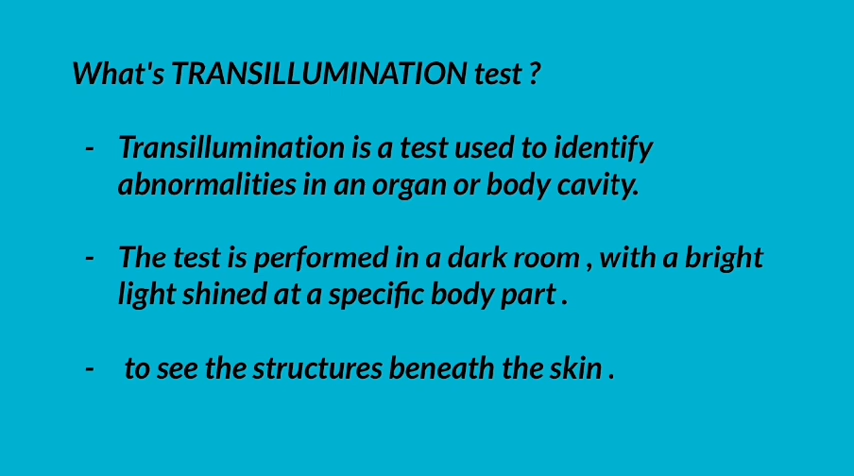 What's TRANSILLUMINATION test ?
- Transillumination is a test used to identify
abnormalities in an organ or body cavity.
- The test is performed in a dark room , with a bright
light shined at a specific body part .
- to see the structures beneath the skin .